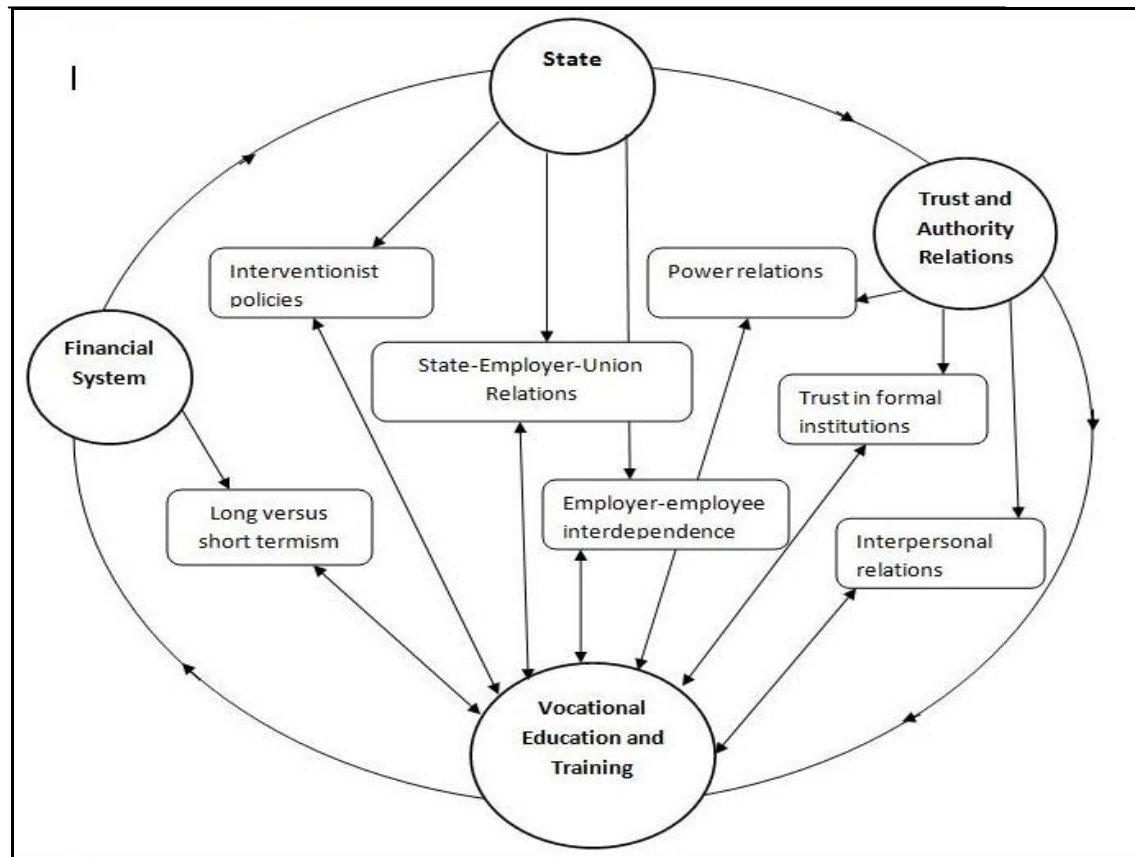 State
Trust and
Authority
Relations
Interventionist
policies
Power relations
Financial
System
State-Employer-Union
Relations
Trust in formal
institutions
Long versus
short termism
Employer-employee
interdependence
Interpersonal
relations
Vocational
Education and
Training